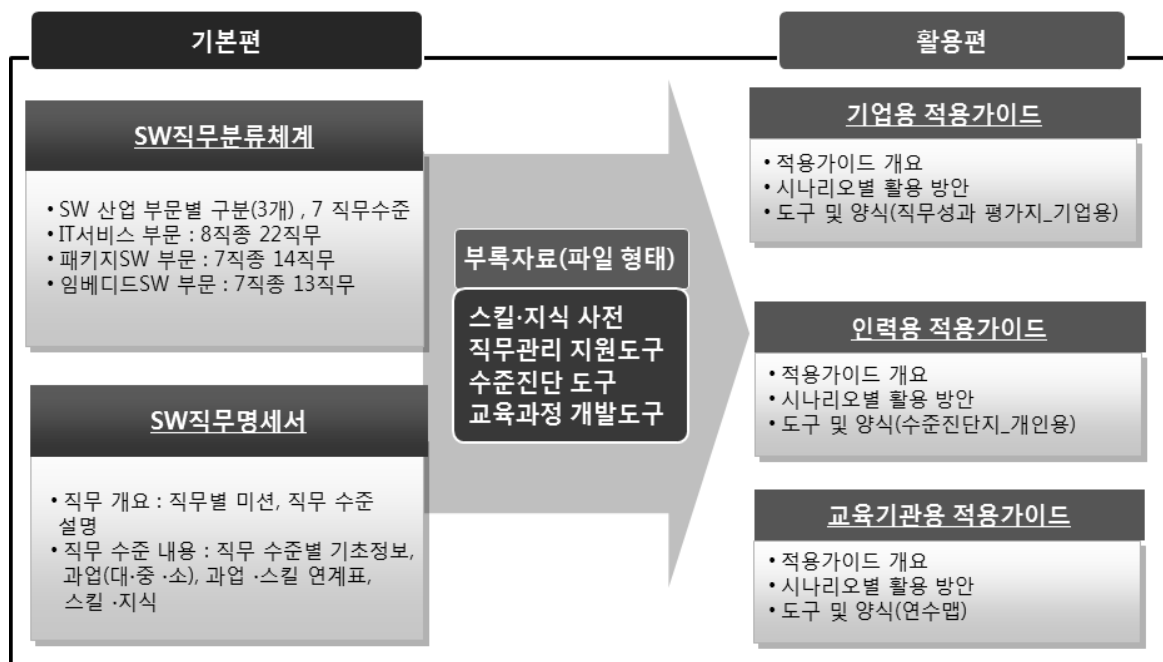 기본편
SW직무분류체계
• SW 산업 부문별 구분(3개) , 7 직무수준
• IT서비스 부문 : 8직종 22직무
• 패키지SW 부문 : 7직종 14직무
• 임베디드SW 부문 : 7직종 13직무
SW직무명세서
• 직무 개요 : 직무별 미션, 직무 수준
설명
• 직무 수준 내용 : 직무 수준별 기초정보,
과업(대·중 ·소), 과업 ·스킬 연계표,
스킬 ·지식
부록자료(파일 형태)
스킬·지식 사전
직무관리 지원도구
수준진단 도구
교육과정 개발도구
활용편
기업용 적용가이드
• 적용가이드 개요
• 시나리오별 활용 방안
• 도구 및 양식(직무성과 평가지_기업용)
인력용 적용가이드
• 적용가이드 개요
• 시나리오별 활용 방안
• 도구 및 양식(수준진단지_개인용)
교육기관용 적용가이드
• 적용가이드 개요
• 시나리오별 활용 방안
• 도구 및 양식(연수맵)